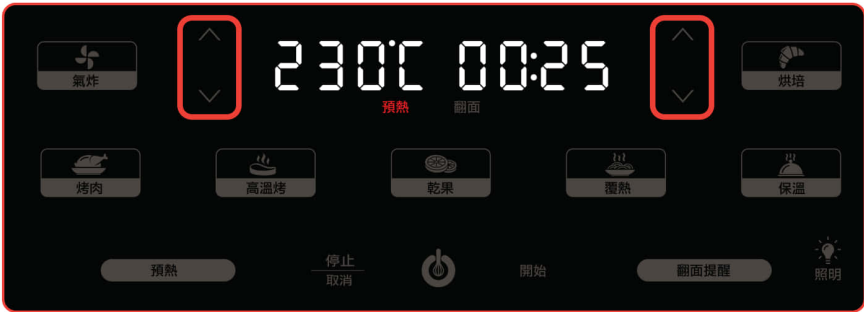 230℃ 00:25
氣炸
預熱 翻面
烘培
烤肉 高溫烤 乾果 覆熱 保溫
預熱
停止
取消
開始
翻面提醒
照明